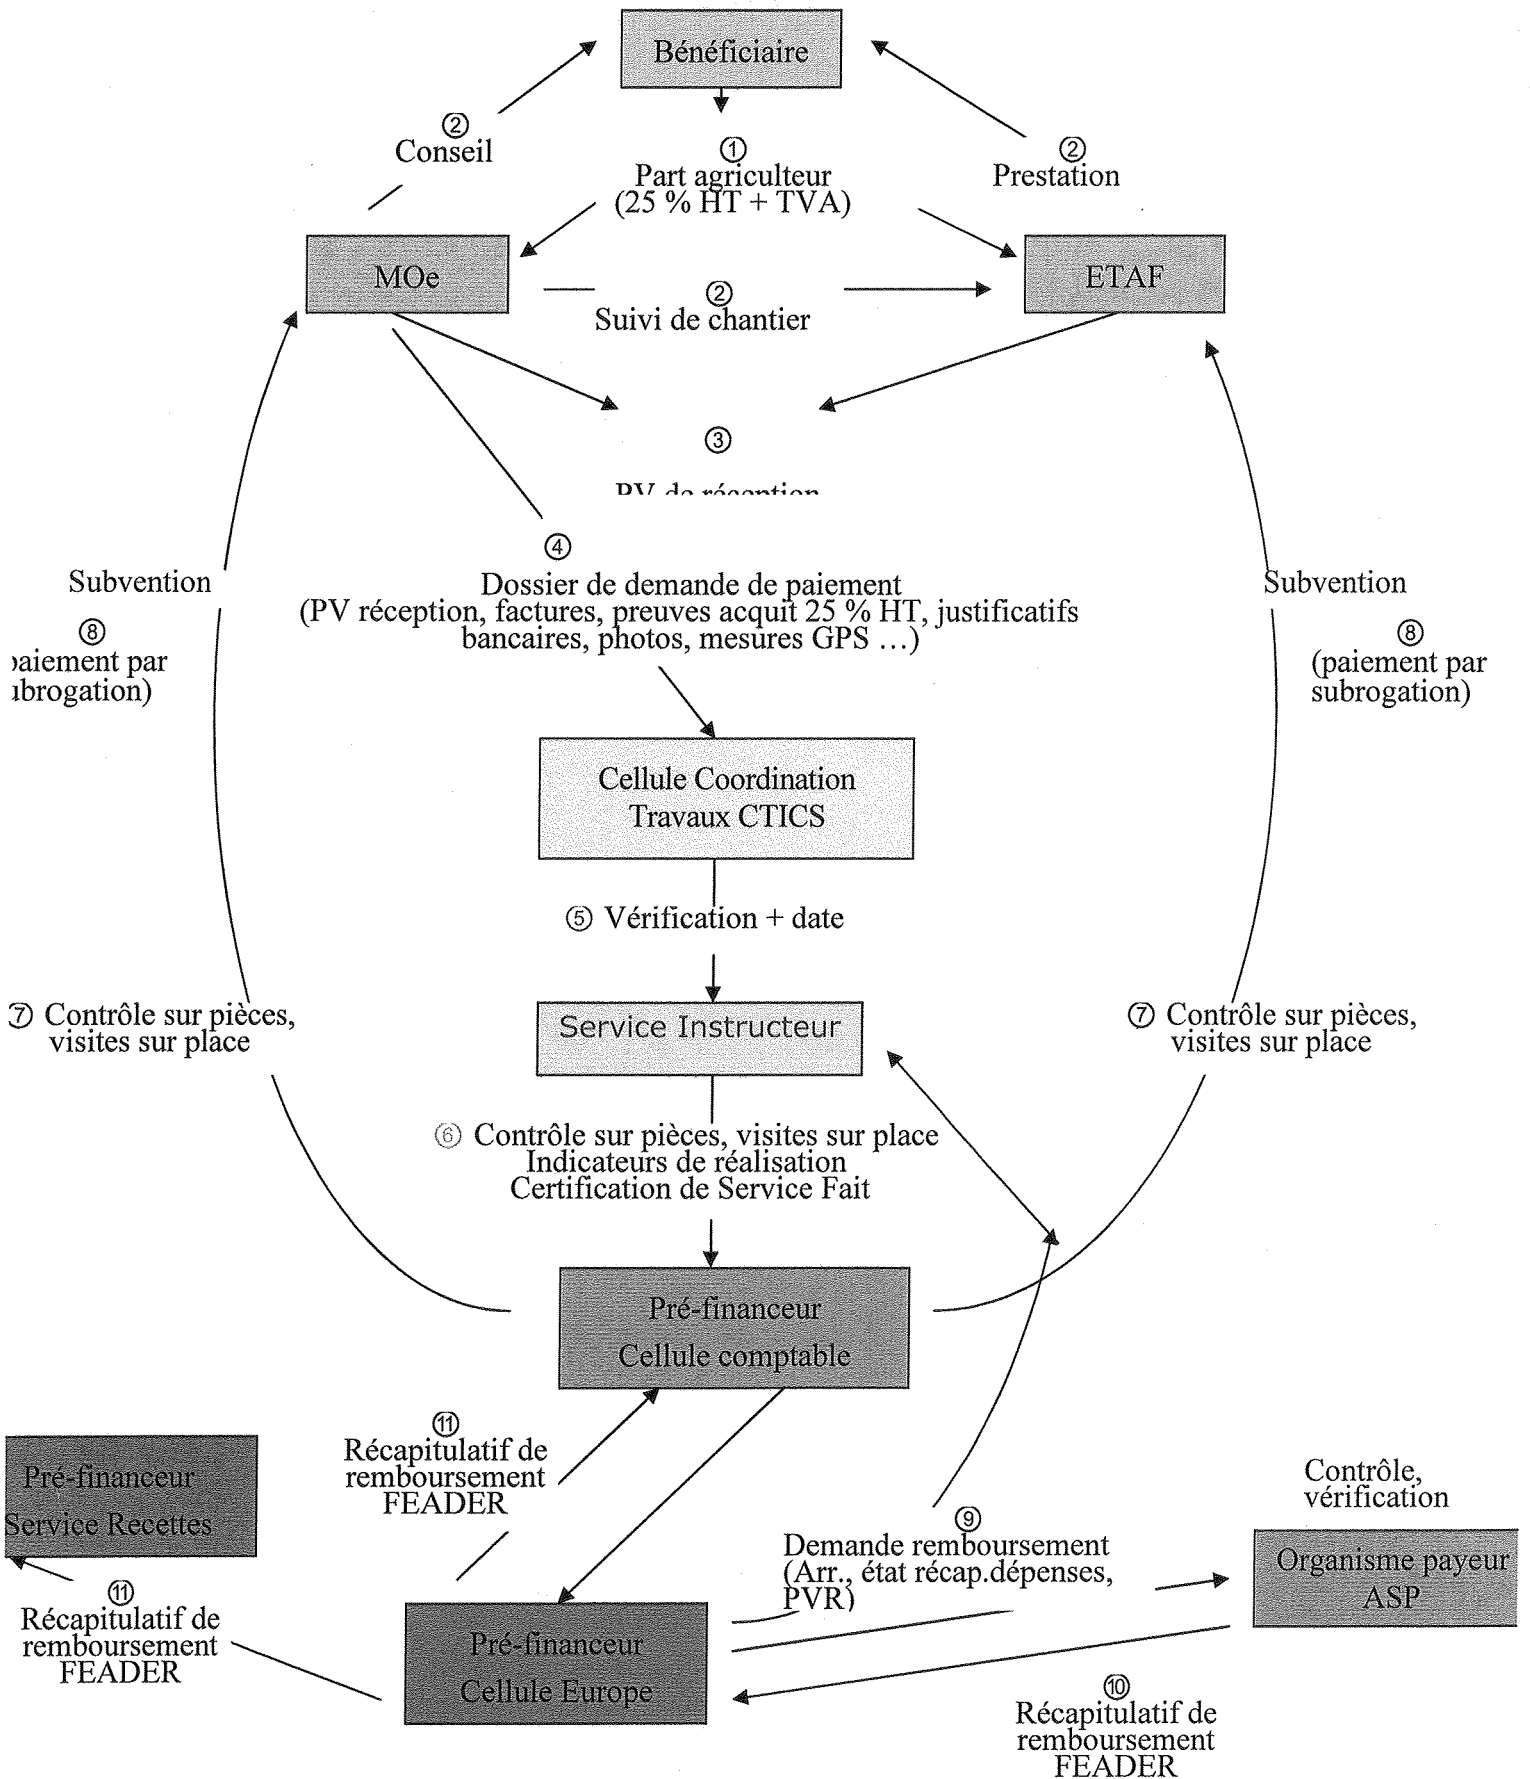 Bénéficiaire
②
Conseil
①
Part agriculteur
(25 % HT + TVA)
②
Prestation
MOe
②
Suivi de chantier
ETAF
③
PV de réception
④
Dossier de demande de paiement
(PV réception, factures, preuves acquit 25 % HT, justificatifs
bancaires, photos, mesures GPS …)
Subvention
⑧
paiement par
ubrogation)
Subvention
⑧
(paiement par
subrogation)
Cellule Coordination
Travaux CTICS
⑤ Vérification + date
⑦ Contrôle sur pièces,
visites sur place
Service Instructeur
⑦ Contrôle sur pièces,
visites sur place
⑥ Contrôle sur pièces, visites sur place
Indicateurs de réalisation
Certification de Service Fait
Pré-financeur
Cellule comptable
Pré-financeur
Service Recettes
⑪
Récapitulatif de
remboursement
FEADER
⑨
Demande remboursement
(Arr., état récap.dépenses,
PVR)
Contrôle,
vérification
Organisme payeur
ASP
⑪
Récapitulatif de
remboursement
FEADER
Pré-financeur
Cellule Europe
⑩
Récapitulatif de
remboursement
FEADER